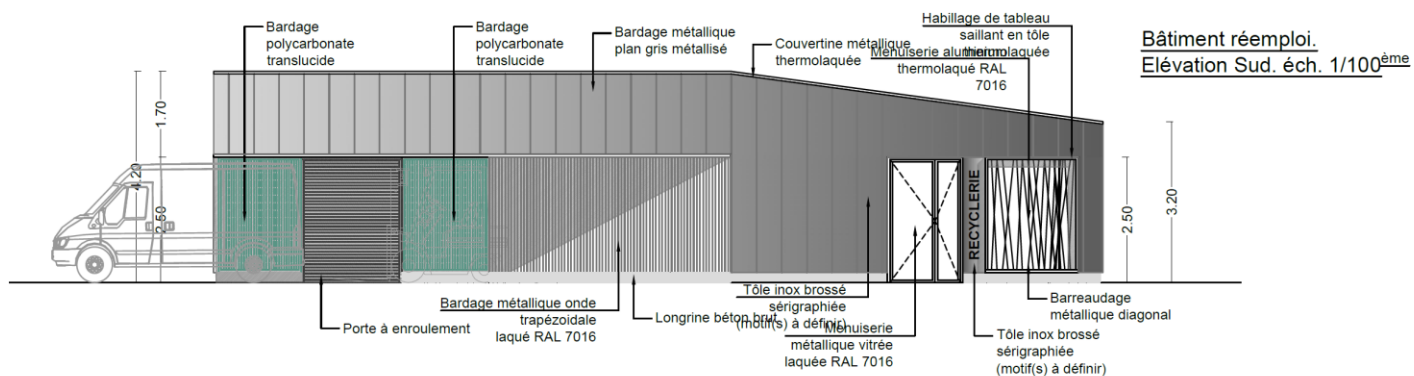 Bardage
polycarbonate
translucide
Bardage
polycarbonate
translucide
Bardage métallique
plan gris métallisé
Couvertine métallique
thermolaquée
Habillage de tableau
saillant en tôle
thermolaquée
Menuiserie aluminium
thermolaqué RAL
7016
Bâtiment réemploi.
Elévation Sud. éch. 1/100ème
1.70
4.20
2.50
RECYCLERIE
2.50
3.20
Porte à enroulement
Bardage métallique onde
trapézoidale
laqué RAL 7016
Longrine béton brut
Tôle inox brossé
sérigraphiée
(motif(s) à définir)
Menuiserie
métallique vitrée
laquée RAL 7016
Tôle inox brossé
sérigraphiée
(motif(s) à définir)
Barreaudage
métallique diagonal